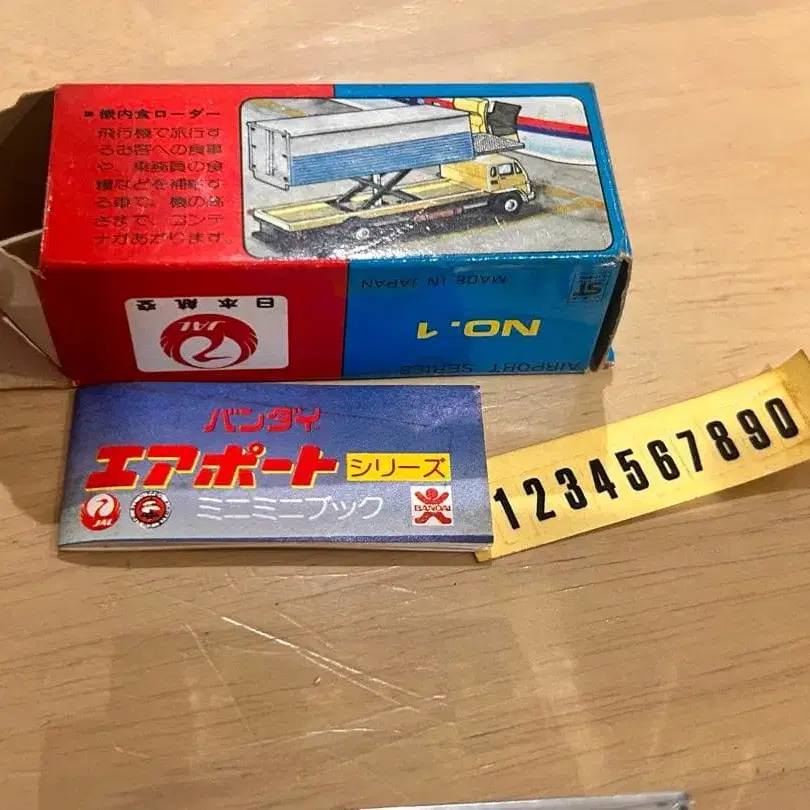 ■ 機内食ローダー
飛行機で旅行す
るお客への食事
や、乗務員の食
糧などを補給す
る車で、機の高
さまで、コンテ
ナがあがります。
日本航空
JAL
MADE IN JAPAN
ST
NO.1
AIRPORT SERIES
バンダイ
エアポートシリーズ
ミニミニブック
JAL
BANDAI
1234567890